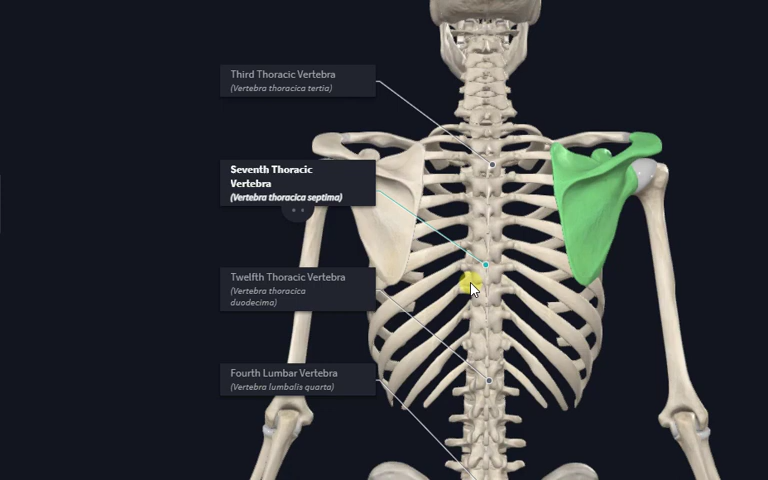 Third Thoracic Vertebra
(Vertebra thoracica tertia)
Seventh Thoracic
Vertebra
(Vertebra thoracica septima)
Twelfth Thoracic Vertebra
(Vertebra thoracica
duodecima)
Fourth Lumbar Vertebra
(Vertebra lumbalis quarta)